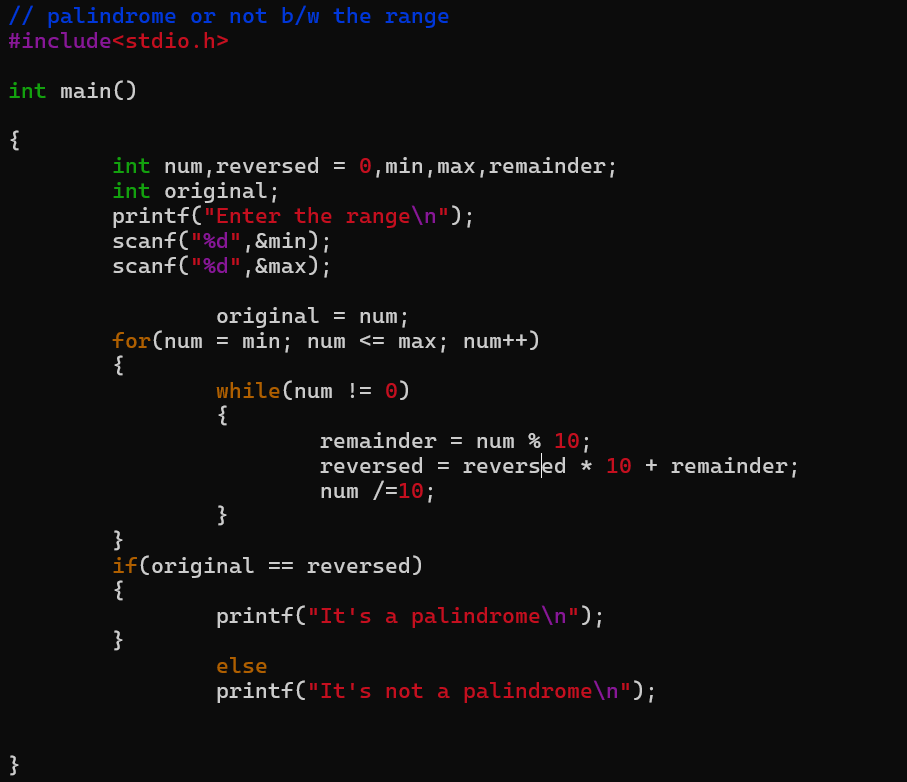 // palindrome or not b/w the range
#include<stdio.h>
int main()
{
int num,reversed = 0,min,max,remainder;
int original;
printf("Enter the range\n");
scanf("%d",&min);
scanf("%d",&max);
original = num;
for(num = min; num <= max; num++)
{
while(num != 0)
{
remainder = num % 10;
reversed = reversed * 10 + remainder;
num /=10;
}
}
if(original == reversed)
{
printf("It's a palindrome\n");
}
else
printf("It's not a palindrome\n");
}